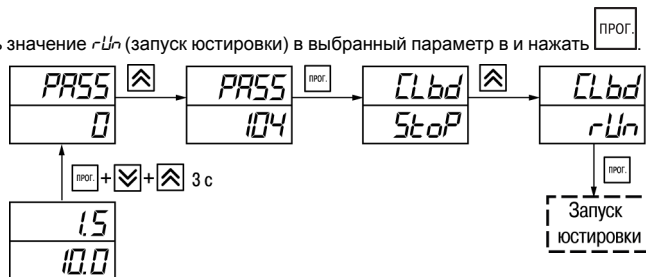 ь значение rUn (запуск юстировки) в выбранный параметр в и нажать ПРОГ.
PASS PASS CLbd CLbd
0 ПРОГ. 104 StoP rUn
ПРОГ. + + 3 с ПРОГ.
1.5
10.0
Запуск
юстировки